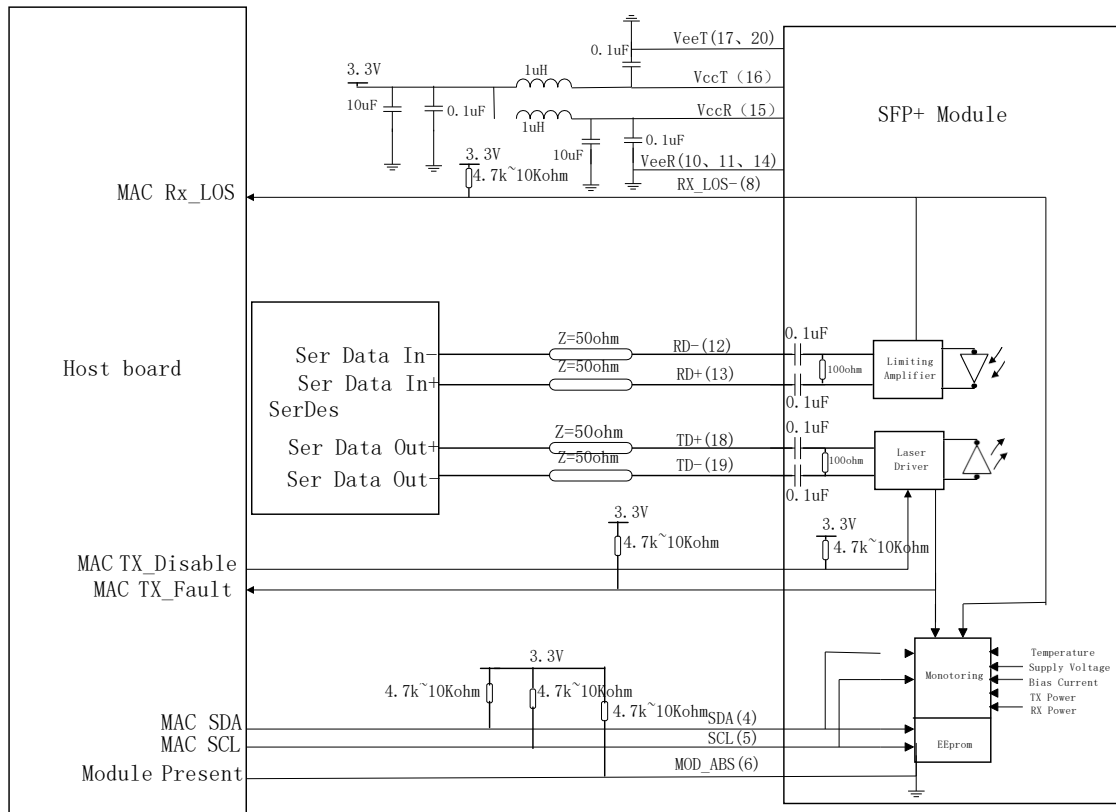 VeeT(17、20)
0.1uF
1uH
3.3V
VccT（16）
10uF
0.1uF
VccR（15）
SFP+ Module
1uH
0.1uF
10uF
3.3V
VeeR(10、11、14)
4.7k~10Kohm
RX_LOS-(8)
MAC Rx_LOS
0.1uF
Z=50ohm
RD-(12)
Ser Data In-
Limiting
Amplifier
100ohm
Z=50ohm
RD+(13)
Host board
Ser Data In+
0.1uF
SerDes
0.1uF
Z=50ohm
TD+(18)
Ser Data Out+
Laser
Driver
100ohm
Z=50ohm
TD-(19)
Ser Data Out-
0.1uF
3.3V
3.3V
4.7k~10Kohm
4.7k~10Kohm
MAC TX_Disable
MAC TX_Fault
3.3V
Temperature
Supply Voltage
Monotoring
Bias Current
4.7k~10Kohm
4.7k~10Kohm
TX Power
4.7k~10Kohm
RX Power
MAC SDA
SDA(4)
MAC SCL
SCL(5)
EEprom
Module Present
MOD_ABS(6)